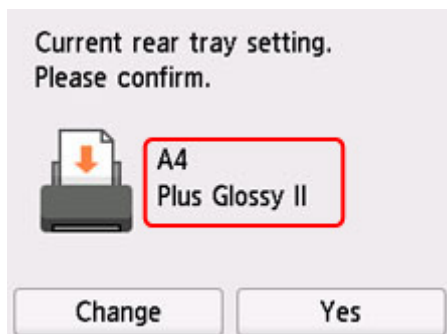 Current rear tray setting.
Please confirm.
A4
Plus Glossy II
Change
Yes